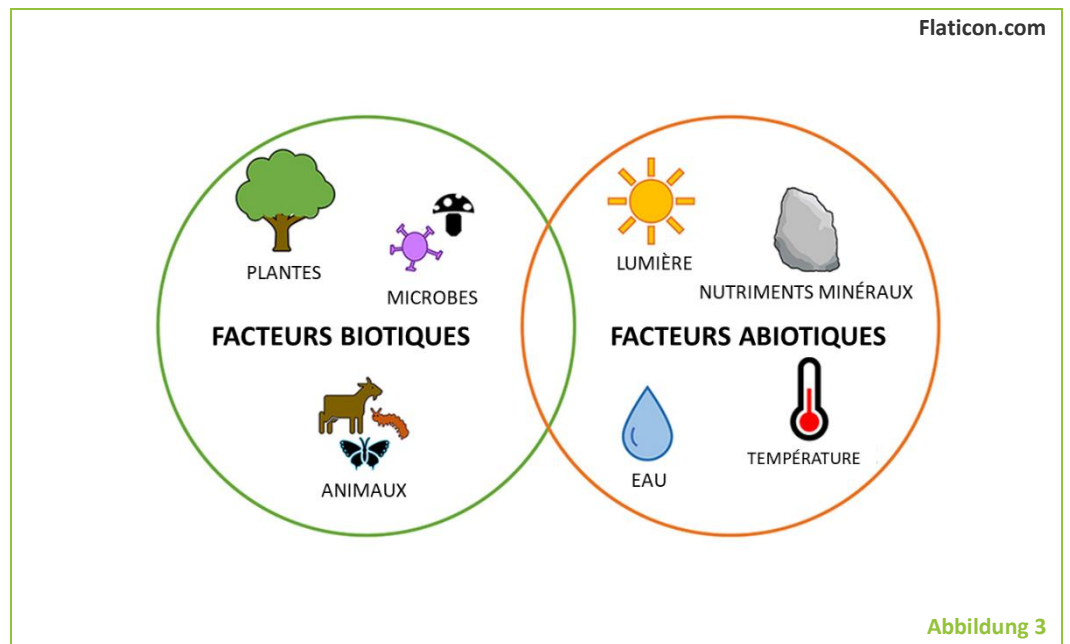 Flaticon.com
PLANTES
MICROBES
FACTEURS BIOTIQUES
ANIMAUX
LUMIÈRE
NUTRIMENTS MINÉRAUX
FACTEURS ABIOTIQUES
EAU
TEMPÉRATURE
Abbildung 3